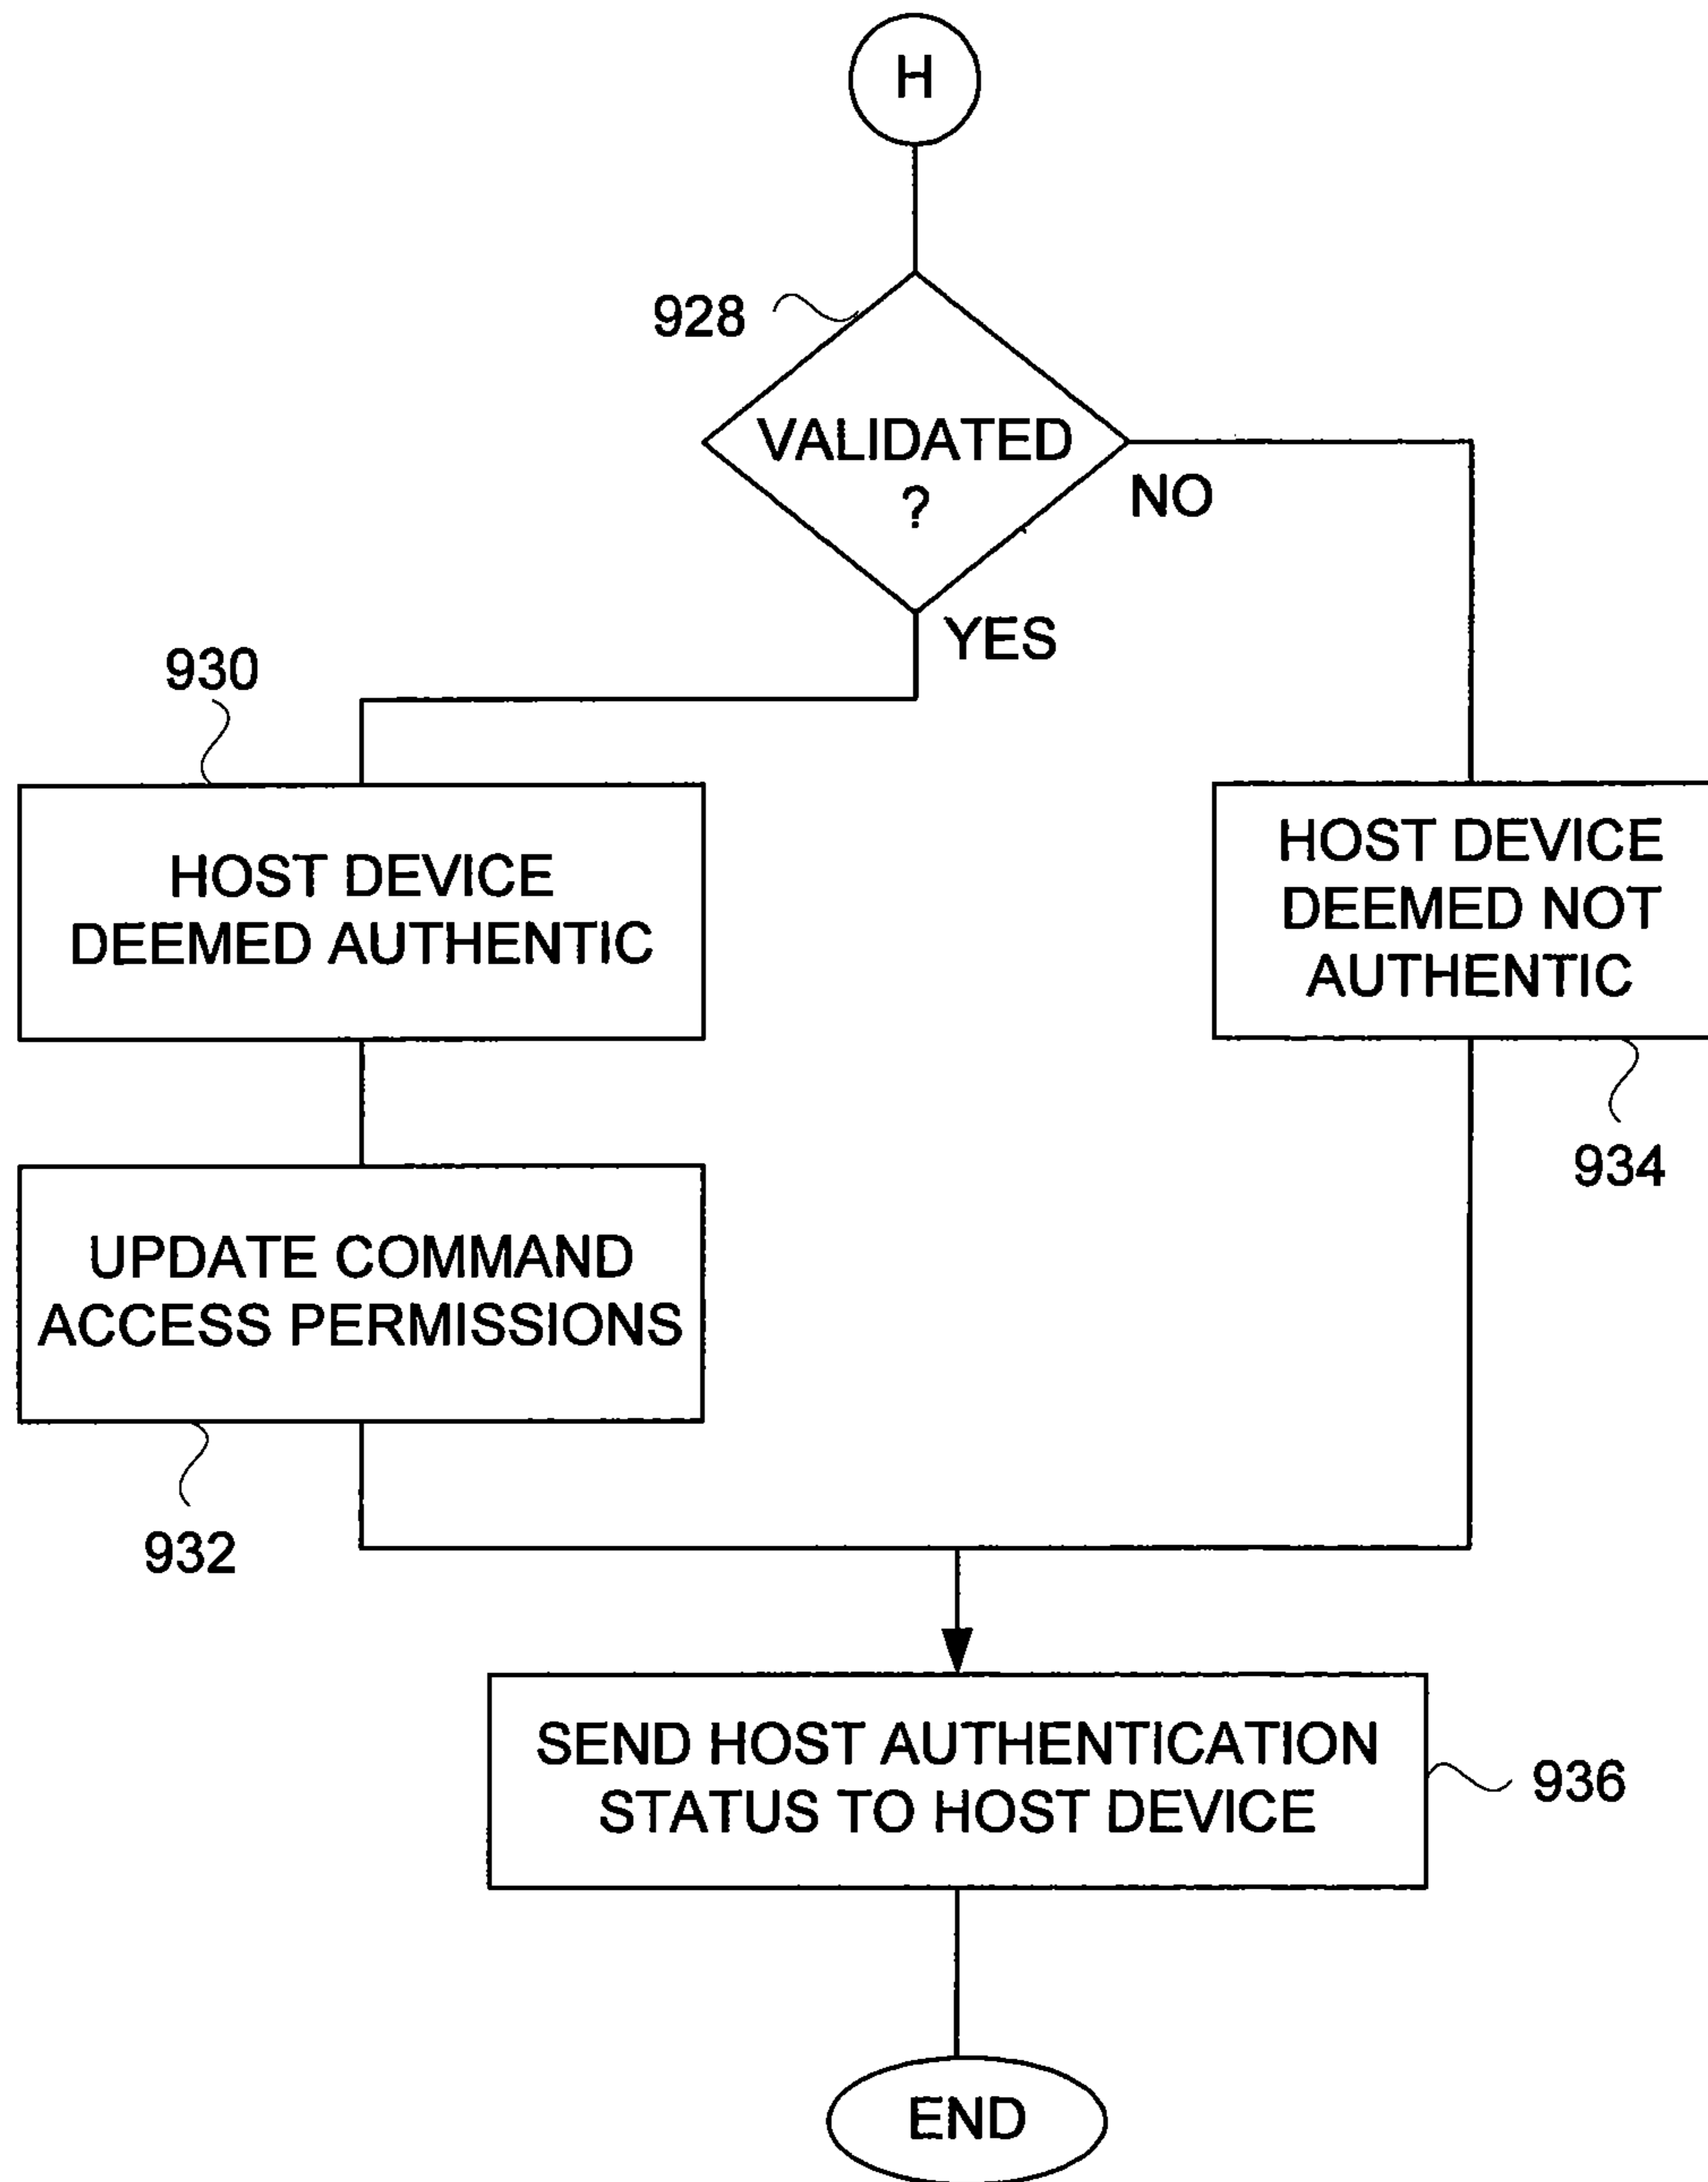 H
928
VALIDATED
?
NO
YES
930
HOST DEVICE
DEEMED AUTHENTIC
HOST DEVICE
DEEMED NOT
AUTHENTIC
934
UPDATE COMMAND
ACCESS PERMISSIONS
932
SEND HOST AUTHENTICATION
STATUS TO HOST DEVICE
936
END